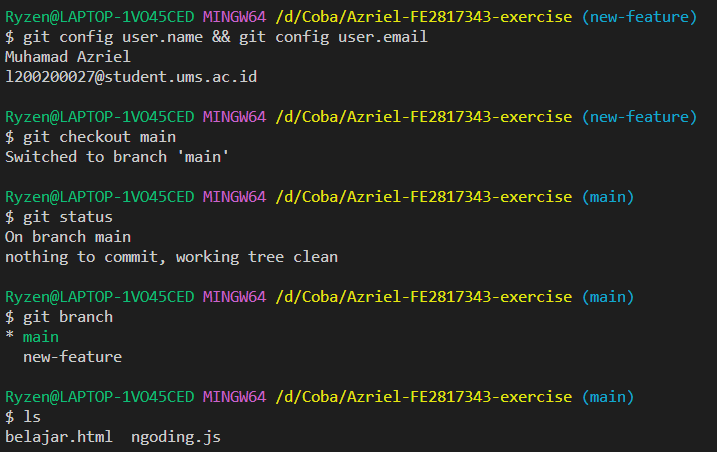 Ryzen@LAPTOP-1VO45CED MINGW64 /d/Coba/Azriel-FE2817343-exercise (new-feature)
$ git config user.name && git config user.email
Muhamad Azriel
l200200027@student.ums.ac.id
Ryzen@LAPTOP-1VO45CED MINGW64 /d/Coba/Azriel-FE2817343-exercise (new-feature)
$ git checkout main
Switched to branch 'main'
Ryzen@LAPTOP-1VO45CED MINGW64 /d/Coba/Azriel-FE2817343-exercise (main)
$ git status
On branch main
nothing to commit, working tree clean
Ryzen@LAPTOP-1VO45CED MINGW64 /d/Coba/Azriel-FE2817343-exercise (main)
$ git branch
* main
  new-feature
Ryzen@LAPTOP-1VO45CED MINGW64 /d/Coba/Azriel-FE2817343-exercise (main)
$ ls
belajar.html  ngoding.js